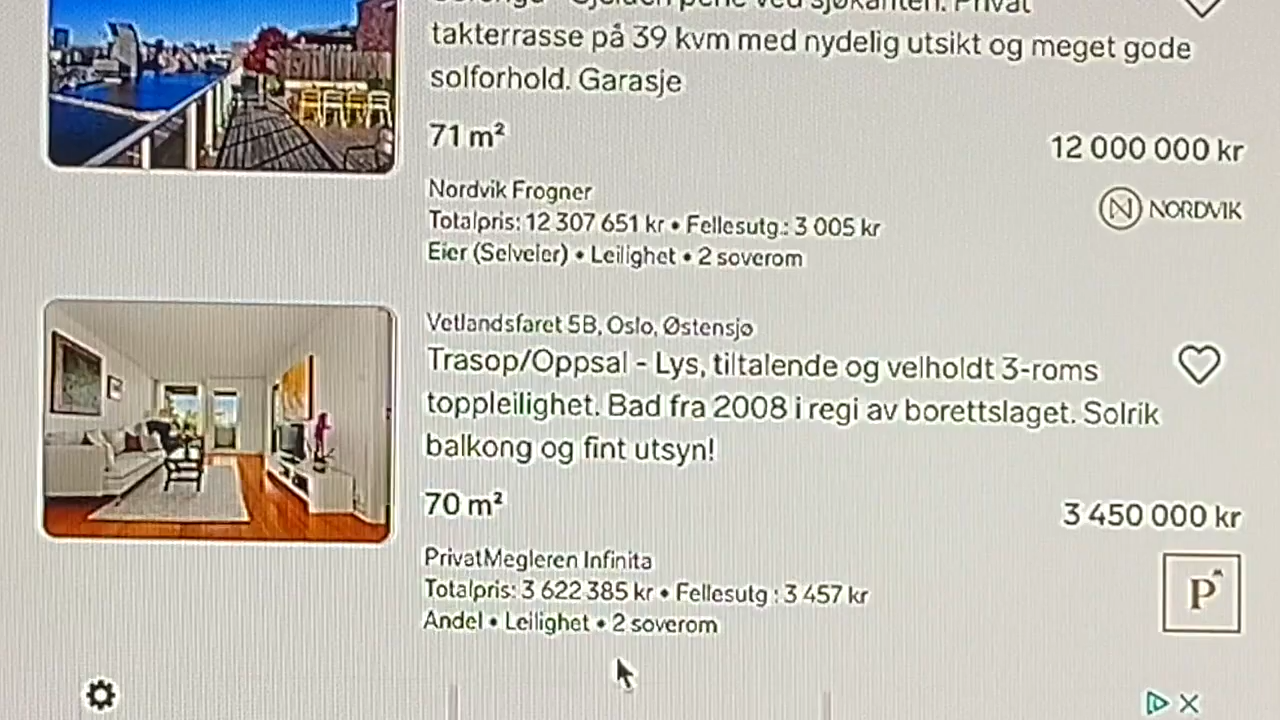 takterrasse på 39 kvm med nydelig utsikt og meget gode
solforhold. Garasje
71 m²
12 000 000 kr
Nordvik Frogner
NORDVIK
Totalpris: 12 307 651 kr • Fellesutg.: 3 005 kr
Eier (Selveier) • Leilighet • 2 soverom
Vetlandsfaret 5B, Oslo, Østensjø
Trasop/Oppsal - Lys, tiltalende og velholdt 3-roms
toppleilighet. Bad fra 2008 i regi av borettslaget. Solrik
balkong og fint utsyn!
70 m²
3 450 000 kr
PrivatMegleren Infinita
Totalpris: 3 622 385 kr • Fellesutg.: 3 457 kr
P
Andel • Leilighet • 2 soverom